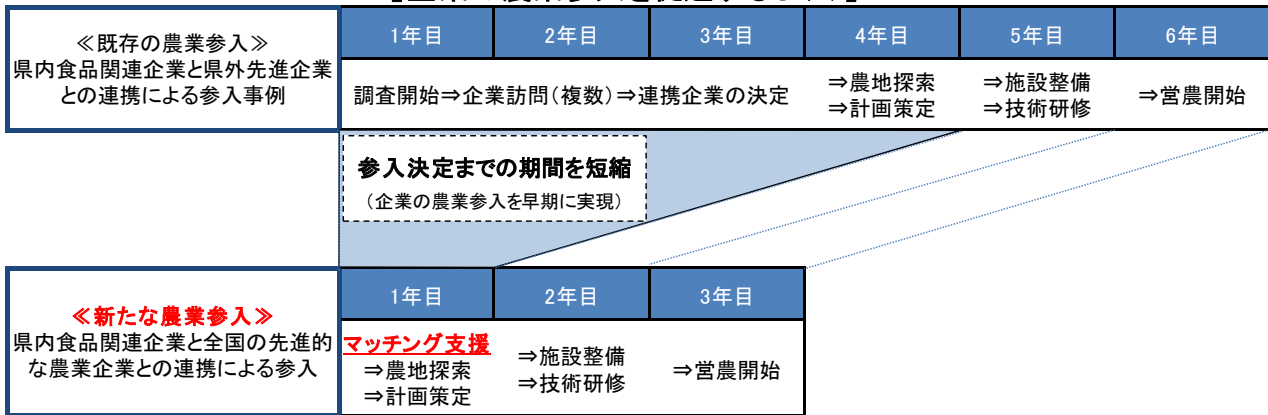 ≪既存の農業参入≫
県内食品関連企業と県外先進企業
との連携による参入事例
1年目
2年目
3年目
4年目
5年目
6年目
調査開始⇒企業訪問(複数)⇒連携企業の決定
⇒農地探索
⇒計画策定
⇒施設整備
⇒技術研修
⇒営農開始
参入決定までの期間を短縮
(企業の農業参入を早期に実現)
≪新たな農業参入≫
県内食品関連企業と全国の先進的
な農業企業との連携による参入
1年目
2年目
3年目
マッチング支援
⇒農地探索
⇒計画策定
⇒施設整備
⇒技術研修
⇒営農開始